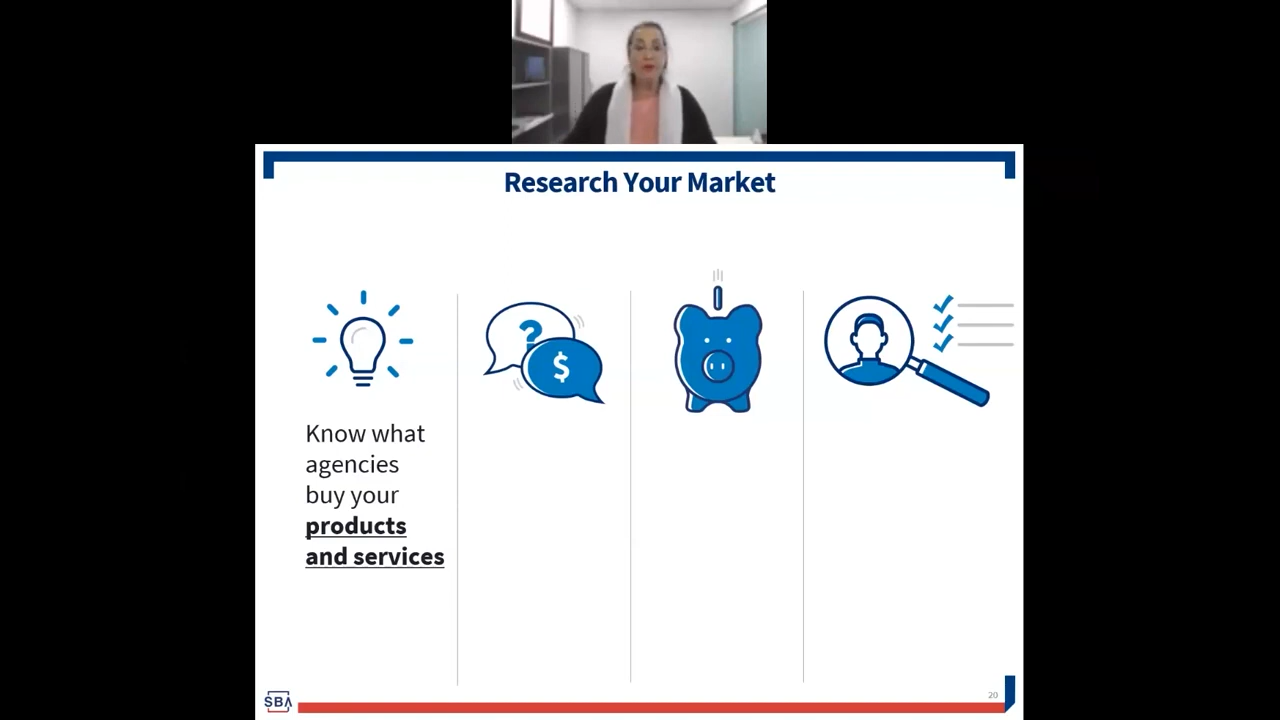 Research Your Market
?
$
Know what
agencies
buy your
products
and services
SBA
20